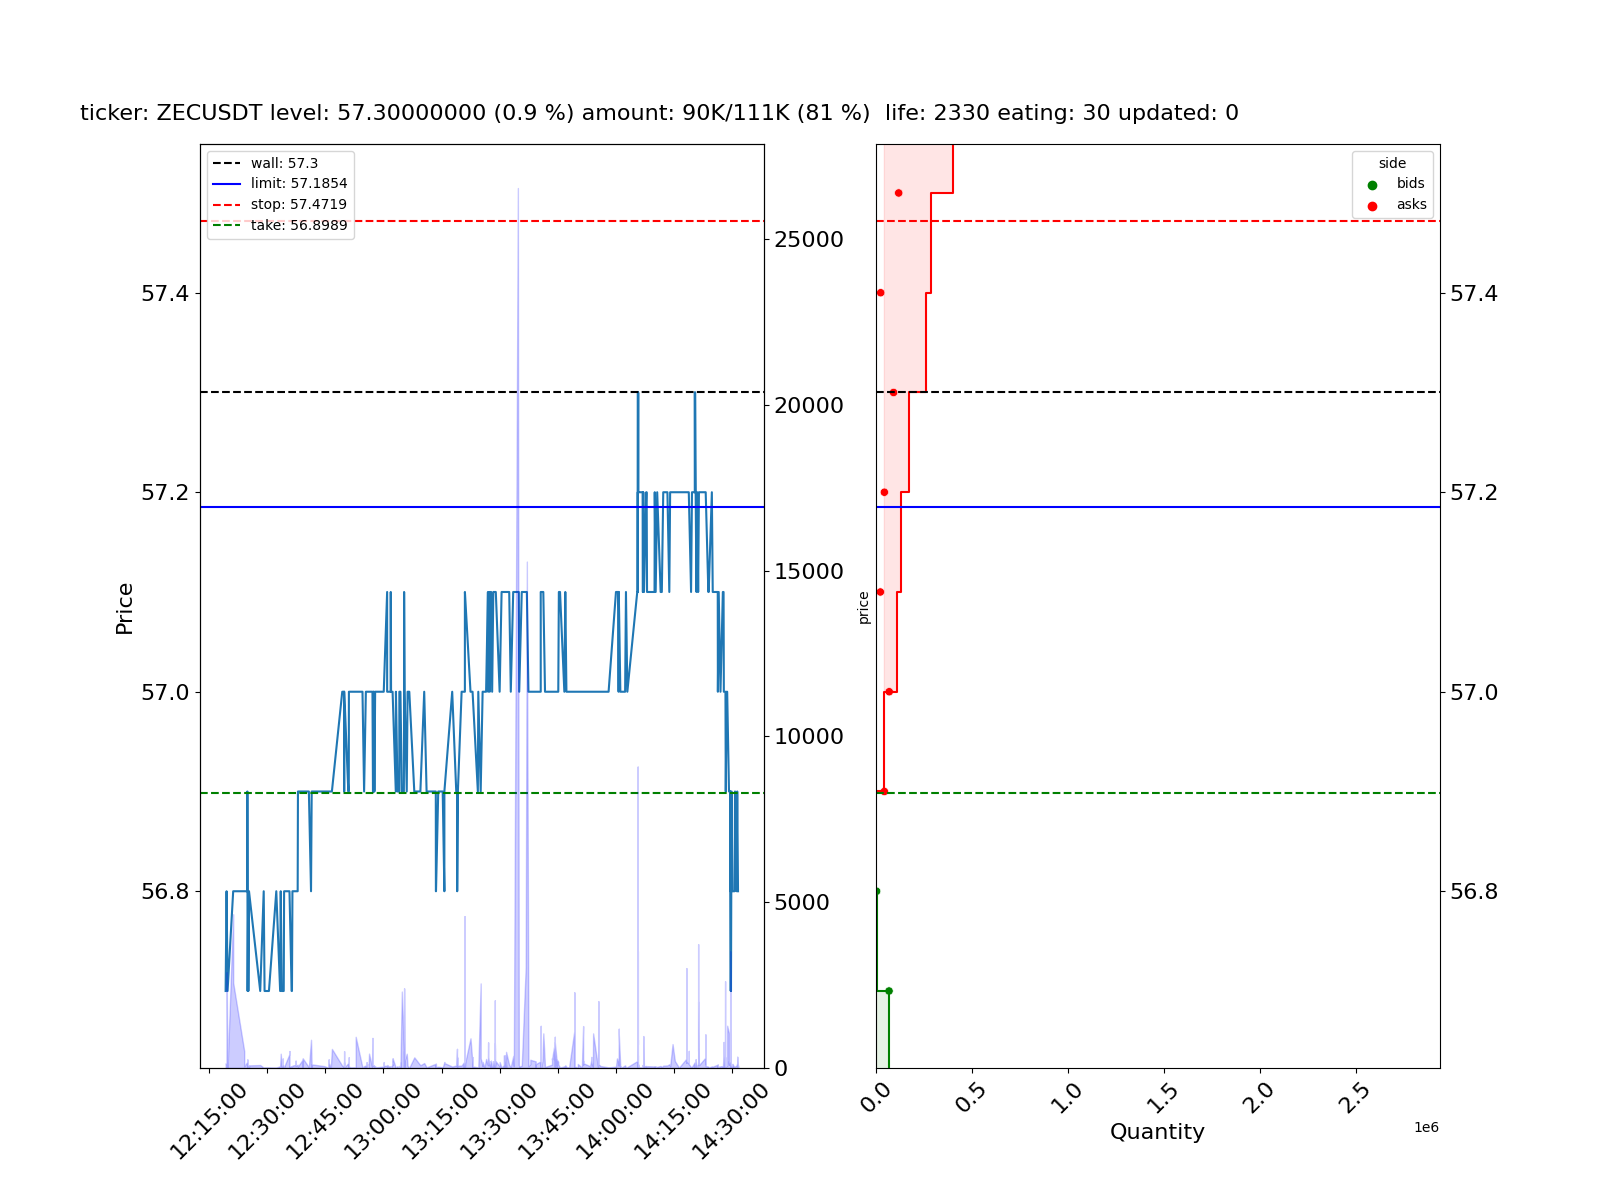 ticker: ZECUSDT level: 57.30000000 (0.9 %) amount: 90K/111K (81 %)  life: 2330 eating: 30 updated: 0
wall: 57.3
limit: 57.1854
stop: 57.4719
take: 56.8989
Price
57.4
57.2
57.0
56.8
25000
20000
15000
10000
5000
0
12:15:00
12:30:00
12:45:00
13:00:00
13:15:00
13:30:00
13:45:00
14:00:00
14:15:00
14:30:00
side
bids
asks
price
57.4
57.2
57.0
56.8
0.0
0.5
1.0
1.5
2.0
2.5
1e6
Quantity